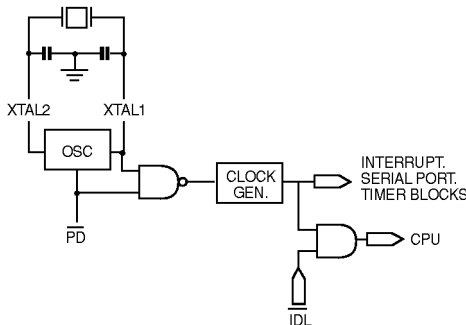 XTAL2
XTAL1
OSC
PD
CLOCK
GEN.
INTERRUPT.
SERIAL PORT.
TIMER BLOCKS
CPU
IDL